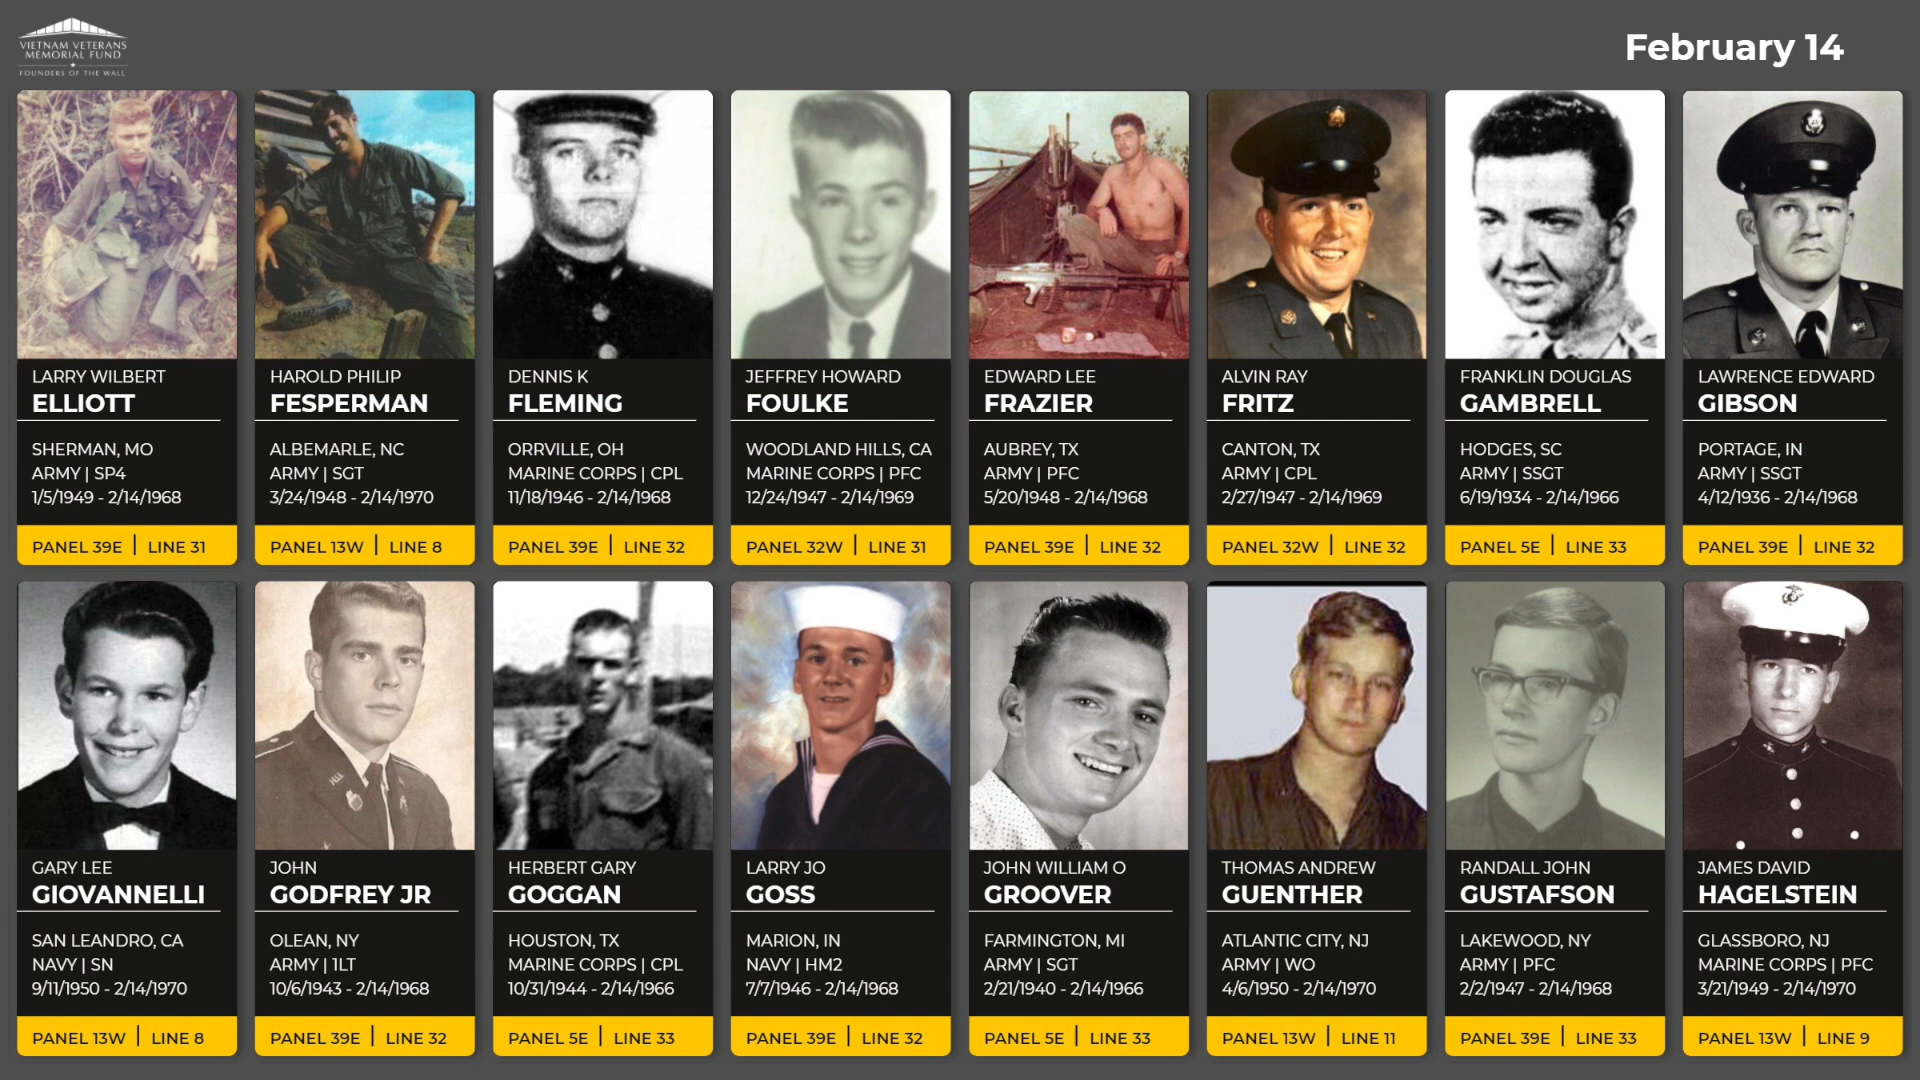 VIETNAM VETERANS
MEMORIAL FUND
FOUNDERS OF THE WALL
February 14
LARRY WILBERT
ELLIOTT
SHERMAN, MO
ARMY | SP4
1/5/1949 - 2/14/1968
PANEL 39E | LINE 31
HAROLD PHILIP
FESPERMAN
ALBEMARLE, NC
ARMY | SGT
3/24/1948 - 2/14/1970
PANEL 13W | LINE 8
DENNIS K
FLEMING
ORRVILLE, OH
MARINE CORPS | CPL
11/18/1946 - 2/14/1968
PANEL 39E | LINE 32
JEFFREY HOWARD
FOULKE
WOODLAND HILLS, CA
MARINE CORPS | PFC
12/24/1947 - 2/14/1969
PANEL 32W | LINE 31
EDWARD LEE
FRAZIER
AUBREY, TX
ARMY | PFC
5/20/1948 - 2/14/1968
PANEL 39E | LINE 32
ALVIN RAY
FRITZ
CANTON, TX
ARMY | CPL
2/27/1947 - 2/14/1969
PANEL 32W | LINE 32
FRANKLIN DOUGLAS
GAMBRELL
HODGES, SC
ARMY | SSGT
6/19/1934 - 2/14/1966
PANEL 5E | LINE 33
LAWRENCE EDWARD
GIBSON
PORTAGE, IN
ARMY | SSGT
4/12/1936 - 2/14/1968
PANEL 39E | LINE 32
GARY LEE
GIOVANNELLI
SAN LEANDRO, CA
NAVY | SN
9/11/1950 - 2/14/1970
PANEL 13W | LINE 8
JOHN
GODFREY JR
OLEAN, NY
ARMY | 1LT
10/6/1943 - 2/14/1968
PANEL 39E | LINE 32
HERBERT GARY
GOGGAN
HOUSTON, TX
MARINE CORPS | CPL
10/31/1944 - 2/14/1966
PANEL 5E | LINE 33
LARRY JO
GOSS
MARION, IN
NAVY | HM2
7/7/1946 - 2/14/1968
PANEL 39E | LINE 32
JOHN WILLIAM O
GROOVER
FARMINGTON, MI
ARMY | SGT
2/21/1940 - 2/14/1966
PANEL 5E | LINE 33
THOMAS ANDREW
GUENTHER
ATLANTIC CITY, NJ
ARMY | WO
4/6/1950 - 2/14/1970
PANEL 13W | LINE 11
RANDALL JOHN
GUSTAFSON
LAKEWOOD, NY
ARMY | PFC
2/2/1947 - 2/14/1968
PANEL 39E | LINE 33
JAMES DAVID
HAGELSTEIN
GLASSBORO, NJ
MARINE CORPS | PFC
3/21/1949 - 2/14/1970
PANEL 13W | LINE 9